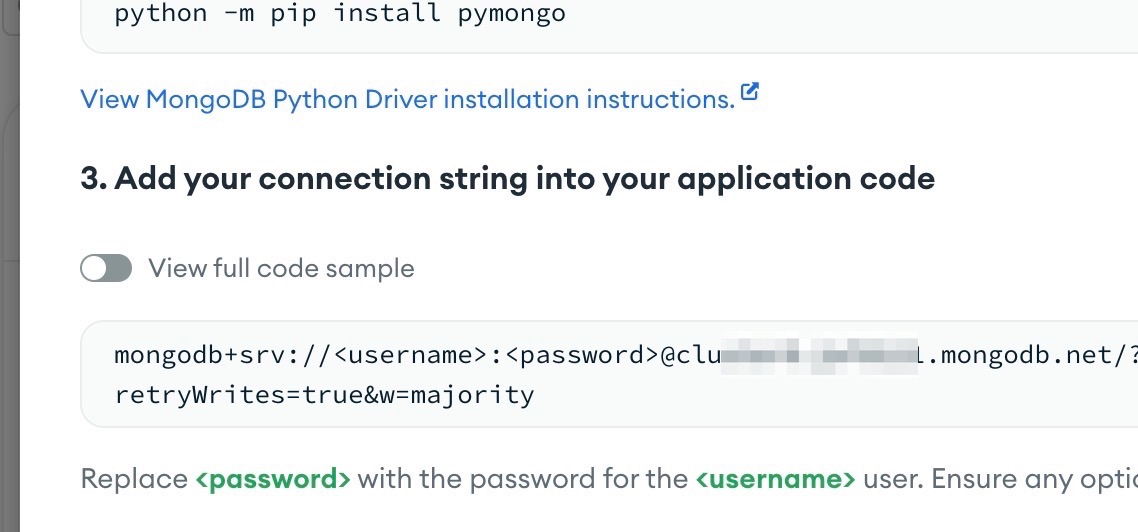 python -m pip install pymongo
View MongoDB Python Driver installation instructions.
3. Add your connection string into your application code
View full code sample
mongodb+srv://<username>:<password>@clu .mongodb.net/?
retryWrites=true&w=majority
Replace <password> with the password for the <username> user. Ensure any